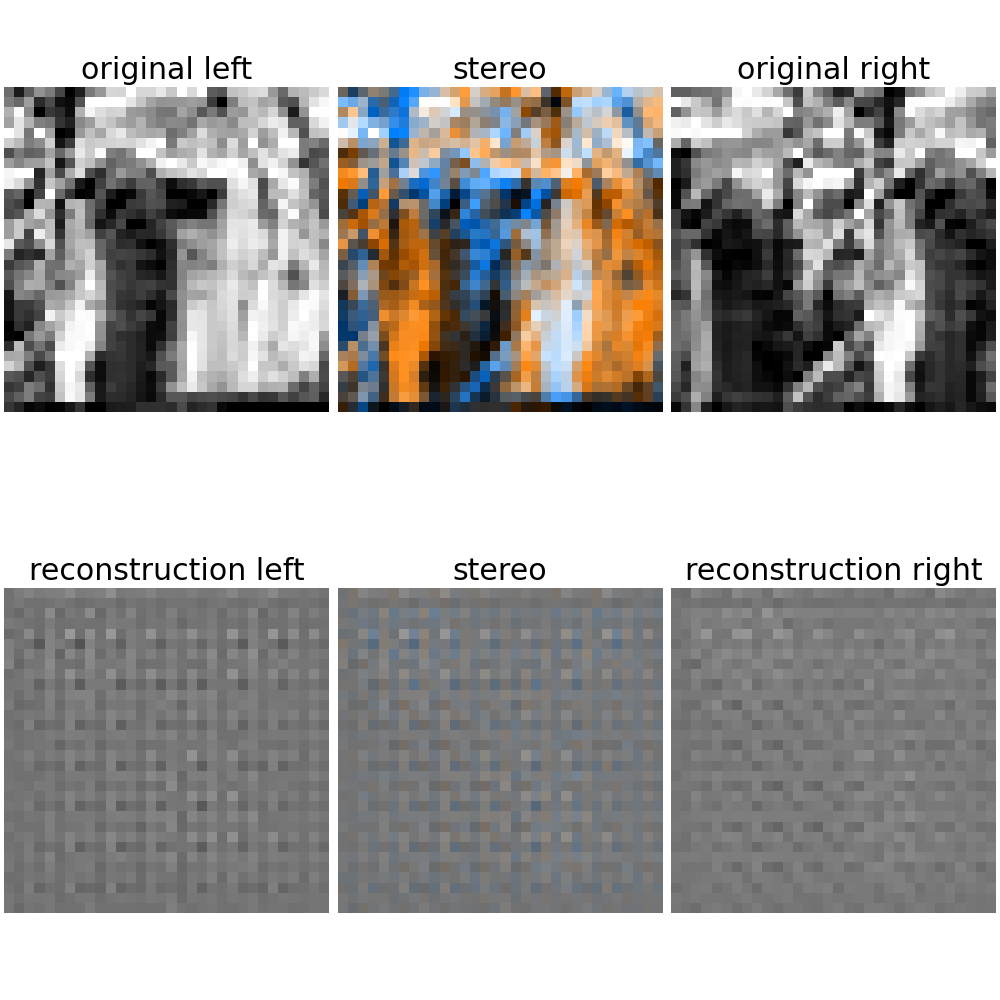 original left
stereo
original right
reconstruction left
stereo
reconstruction right